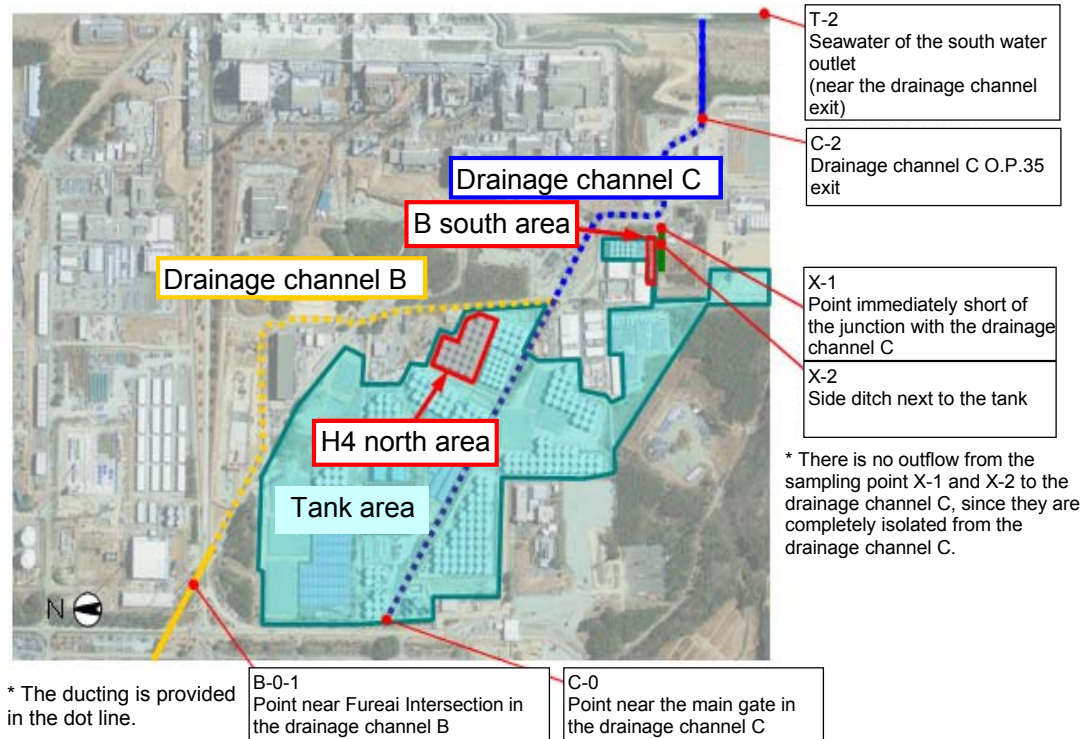 T-2
Seawater of the south water
outlet
(near the drainage channel
exit)
C-2
Drainage channel C O.P.35
exit
Drainage channel C
B south area
Drainage channel B
X-1
Point immediately short of
the junction with the drainage
channel C
X-2
Side ditch next to the tank
H4 north area
* There is no outflow from the
sampling point X-1 and X-2 to the
drainage channel C, since they are
completely isolated from the
drainage channel C.
Tank area
N
* The ducting is provided
in the dot line.
B-0-1
Point near Fureai Intersection in
the drainage channel B
C-0
Point near the main gate in
the drainage channel C